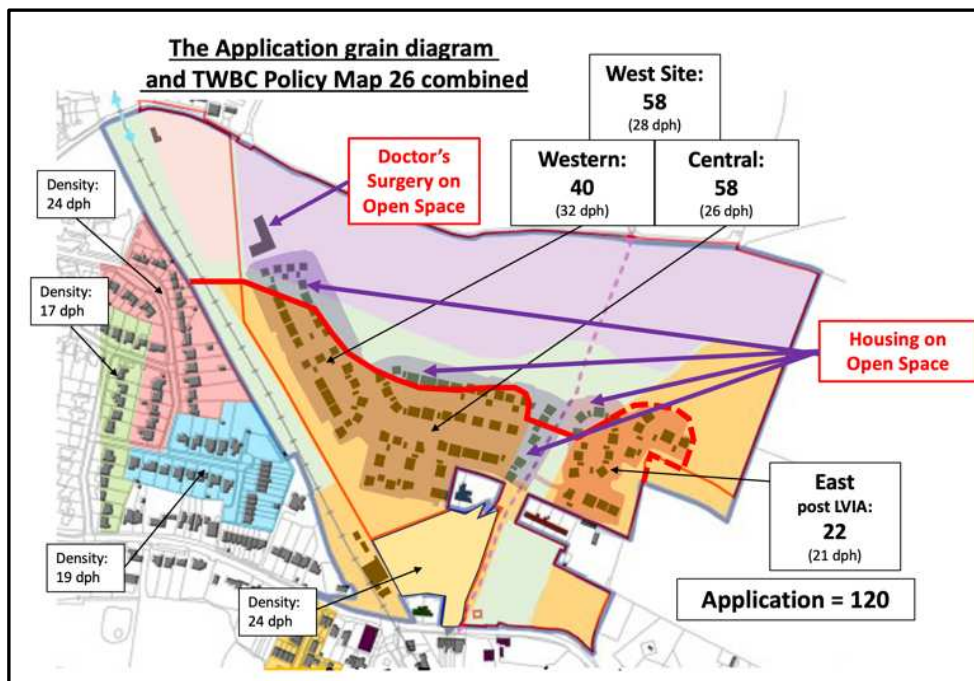 The Application grain diagram
and TWBC Policy Map 26 combined
West Site:
58
(28 dph)
Western:
40
(32 dph)
Central:
58
(26 dph)
Doctor's
Surgery on
Open Space
Density:
24 dph
Density:
17 dph
Housing on
Open Space
East
post LVIA:
22
(21 dph)
Density:
19 dph
Density:
24 dph
Application = 120